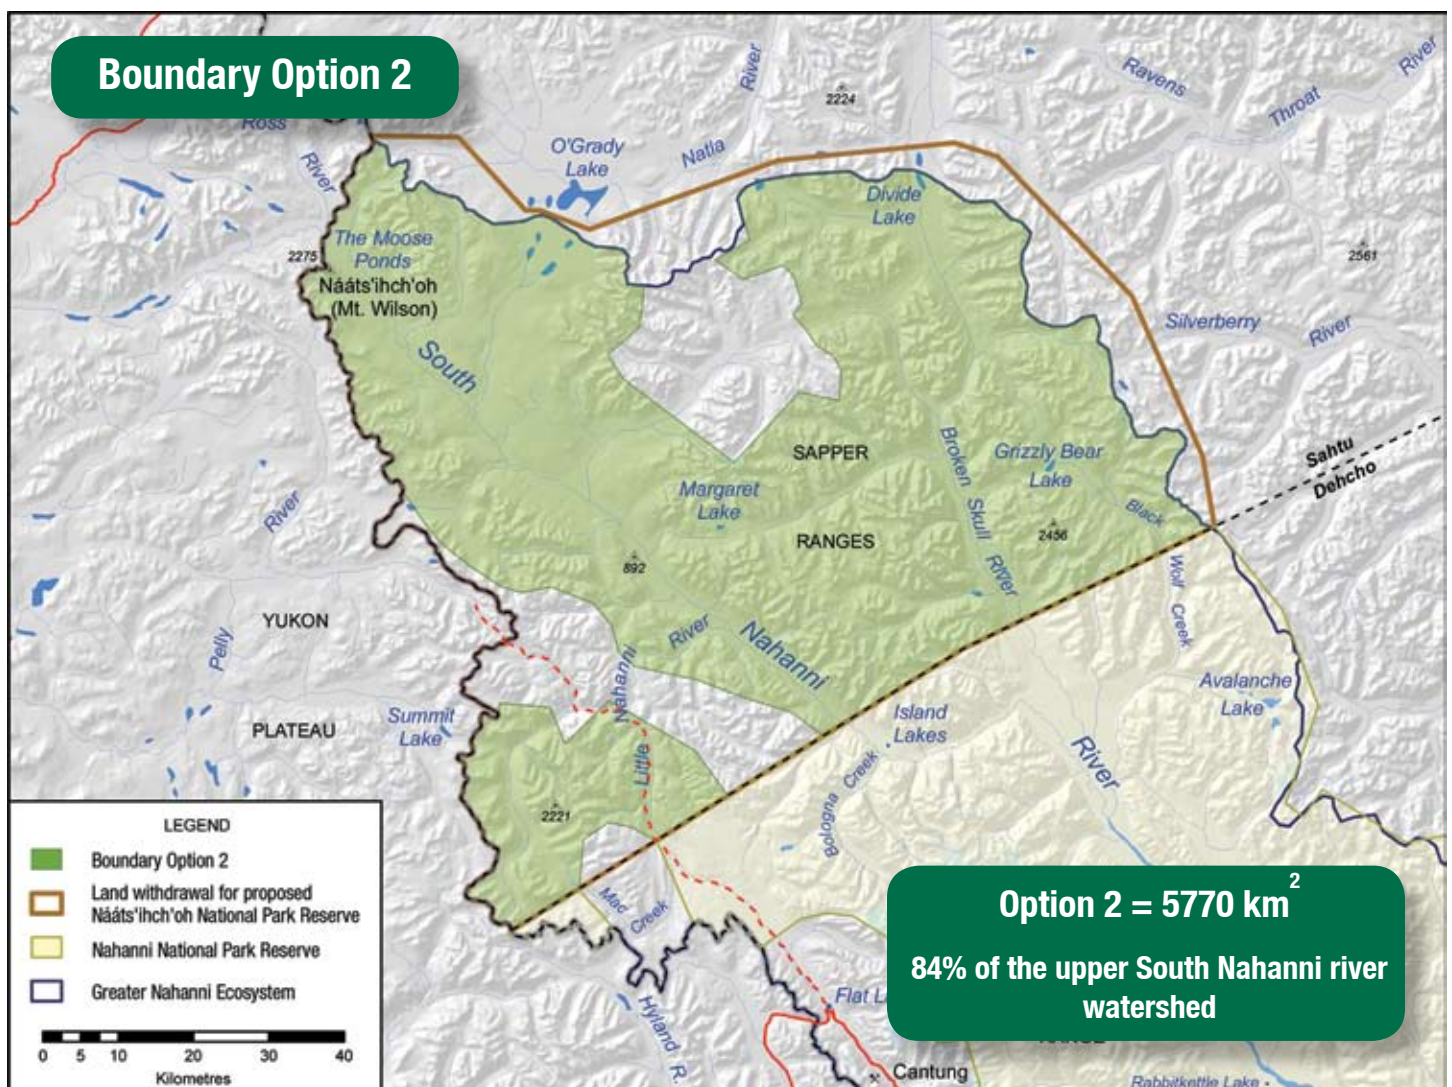 Boundary Option 2
Ross
River
O'Grady
Lake
Natla
River
2224
Ravens
Throat
River
Divide
Lake
The Moose
Ponds
2275
Nááts'ihch'oh
(Mt. Wilson)
2561
Silverberry
River
South
SAPPER
RANGES
Margaret
Lake
Broken
Skull
River
Grizzly Bear
Lake
2456
Black
Wolf
Creek
Sahtu
Dehcho
River
892
YUKON
Pelly
PLATEAU
Summit
Lake
River
Nahanni
Nahanni
Little
2221
Island
Lakes
Bologna
Creek
Avalanche
Lake
River
Mac
Creek
Hyland R.
Flat L
Cantung
Rabbitkettle Lake
LEGEND
Boundary Option 2
Land withdrawal for proposed
Nááts'ihch'oh National Park Reserve
Nahanni National Park Reserve
Greater Nahanni Ecosystem
0 5 10 20 30 40
Kilometres
Option 2 = 5770 km²
84% of the upper South Nahanni river
watershed